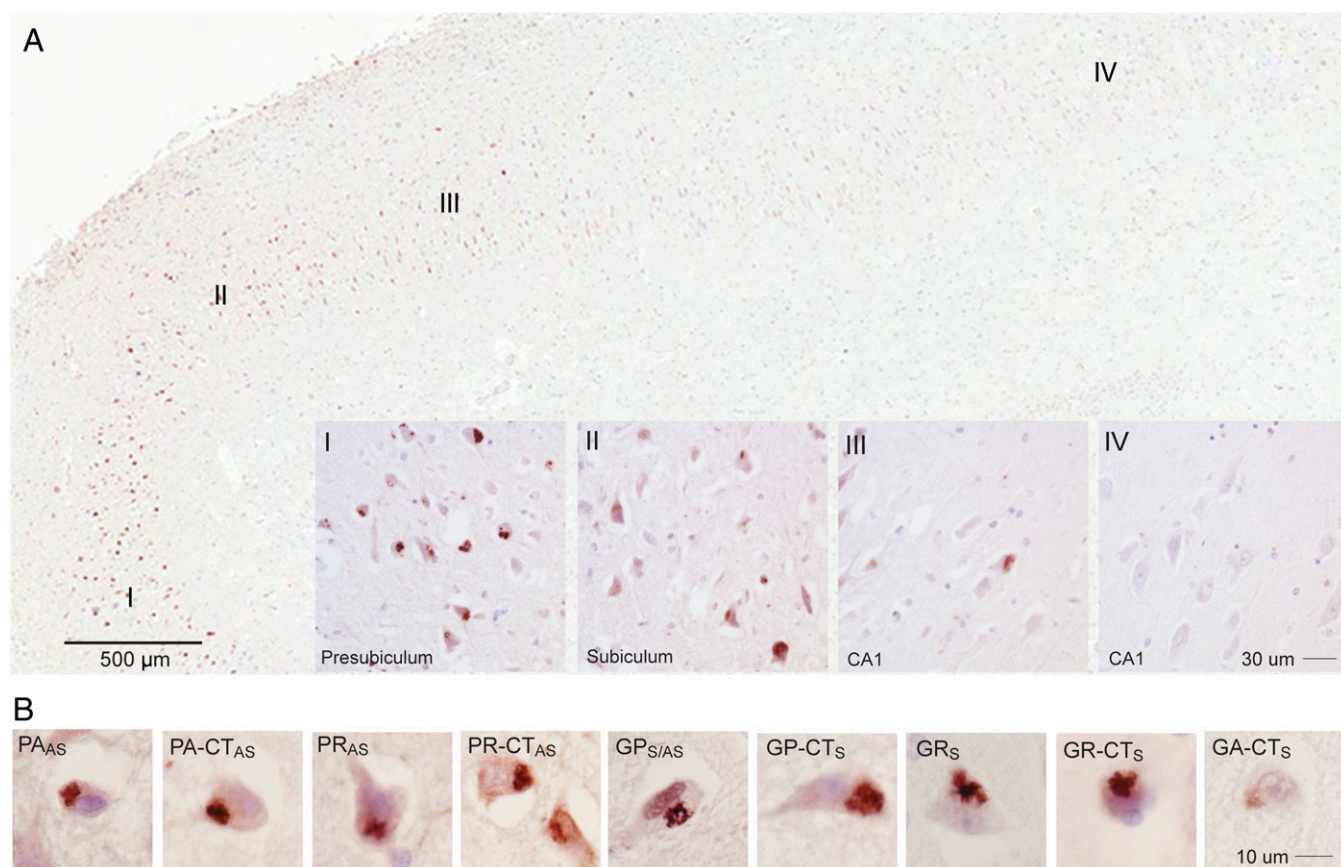 A
IV
III
II
I
500 µm
I
II
III
IV
Presubiculum
Subiculum
CA1
CA1
30 um
B
PAAS
PA-CTAS
PRAS
PR-CTAS
GPS/AS
GP-CTS
GRS
GR-CTS
GA-CTS
10 um